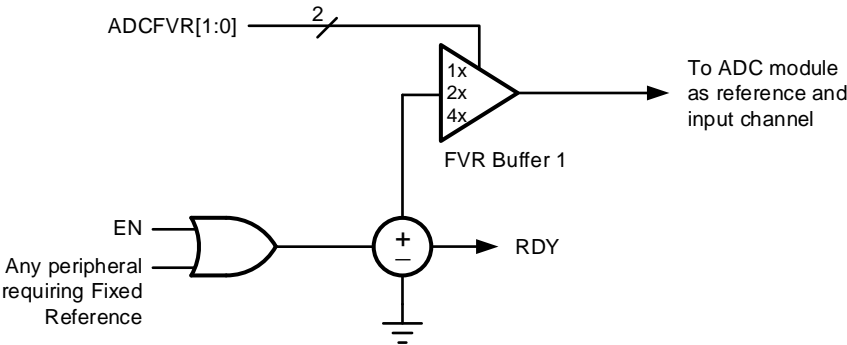 2
ADCFVR[1:0]
1x
2x
4x
To ADC module
as reference and
input channel
FVR Buffer 1
EN
Any peripheral
requiring Fixed
Reference
+
–
RDY